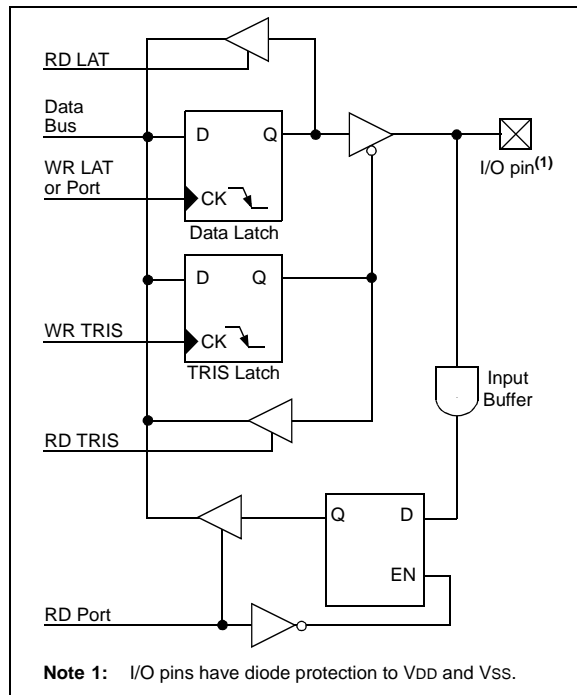 RD LAT
Data
Bus
D
Q
I/O pin(1)
WR LAT
or Port
CK
Data Latch
D
Q
WR TRIS
CK
TRIS Latch
Input
Buffer
RD TRIS
Q
D
EN
RD Port
Note 1: I/O pins have diode protection to VDD and VSS.